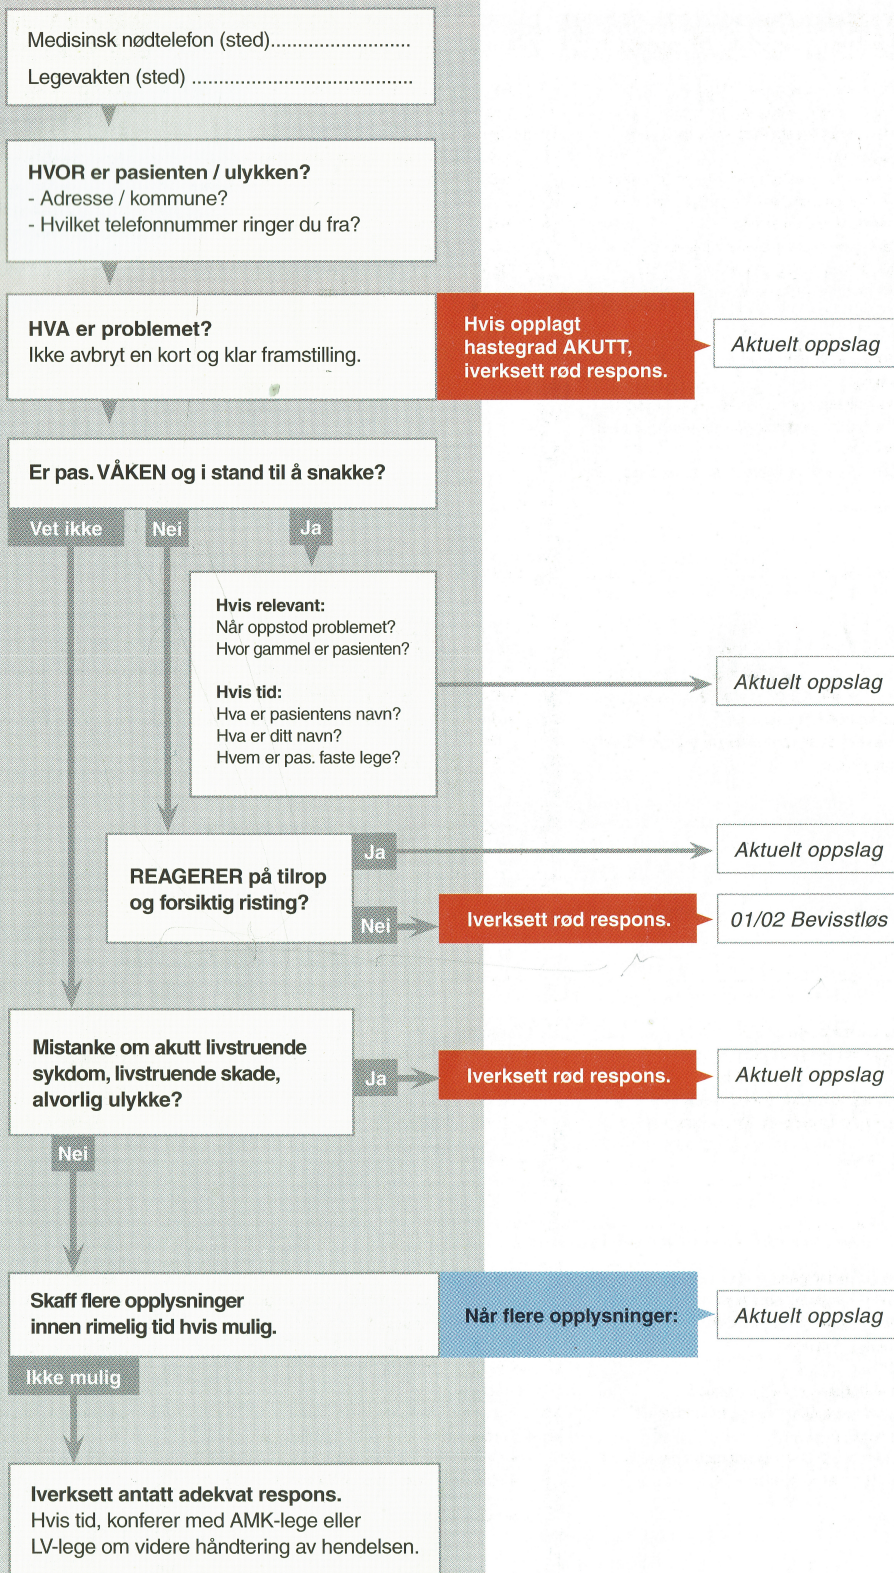 Medisinsk nødtelefon (sted)..........................
Legevakten (sted) .........................................
HVOR er pasienten / ulykken?
- Adresse / kommune?
- Hvilket telefonnummer ringer du fra?
HVA er problemet?
Ikke avbryt en kort og klar framstilling.
Hvis opplagt
hastegrad AKUTT,
iverksett rød respons.
Aktuelt oppslag
Er pas. VÅKEN og i stand til å snakke?
Vet ikke
Nei
Ja
Hvis relevant:
Når oppstod problemet?
Hvor gammel er pasienten?
Hvis tid:
Hva er pasientens navn?
Hva er ditt navn?
Hvem er pas. faste lege?
Aktuelt oppslag
REAGERER på tilrop
og forsiktig risting?
Ja
Aktuelt oppslag
Nei
Iverksett rød respons.
01/02 Bevisstløs
Mistanke om akutt livstruende
sykdom, livstruende skade,
alvorlig ulykke?
Ja
Iverksett rød respons.
Aktuelt oppslag
Nei
Skaff flere opplysninger
innen rimelig tid hvis mulig.
Når flere opplysninger:
Aktuelt oppslag
Ikke mulig
Iverksett antatt adekvat respons.
Hvis tid, konferer med AMK-lege eller
LV-lege om videre håndtering av hendelsen.